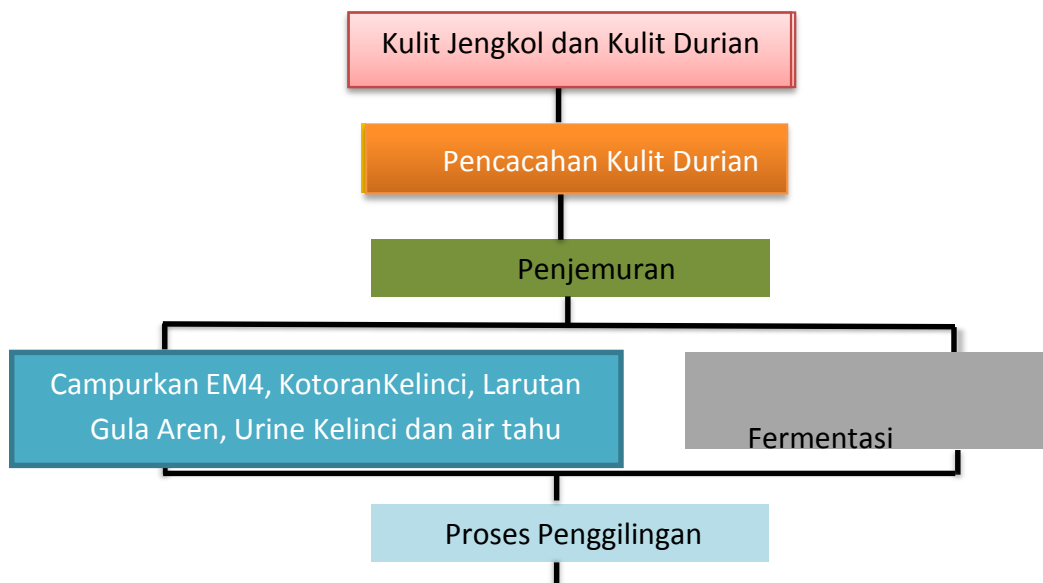 Kulit Jengkol dan Kulit Durian
Pencacahan Kulit Durian
Penjemuran
Campurkan EM4, KotoranKelinci, Larutan
Gula Aren, Urine Kelinci dan air tahu
Fermentasi
Proses Penggilingan